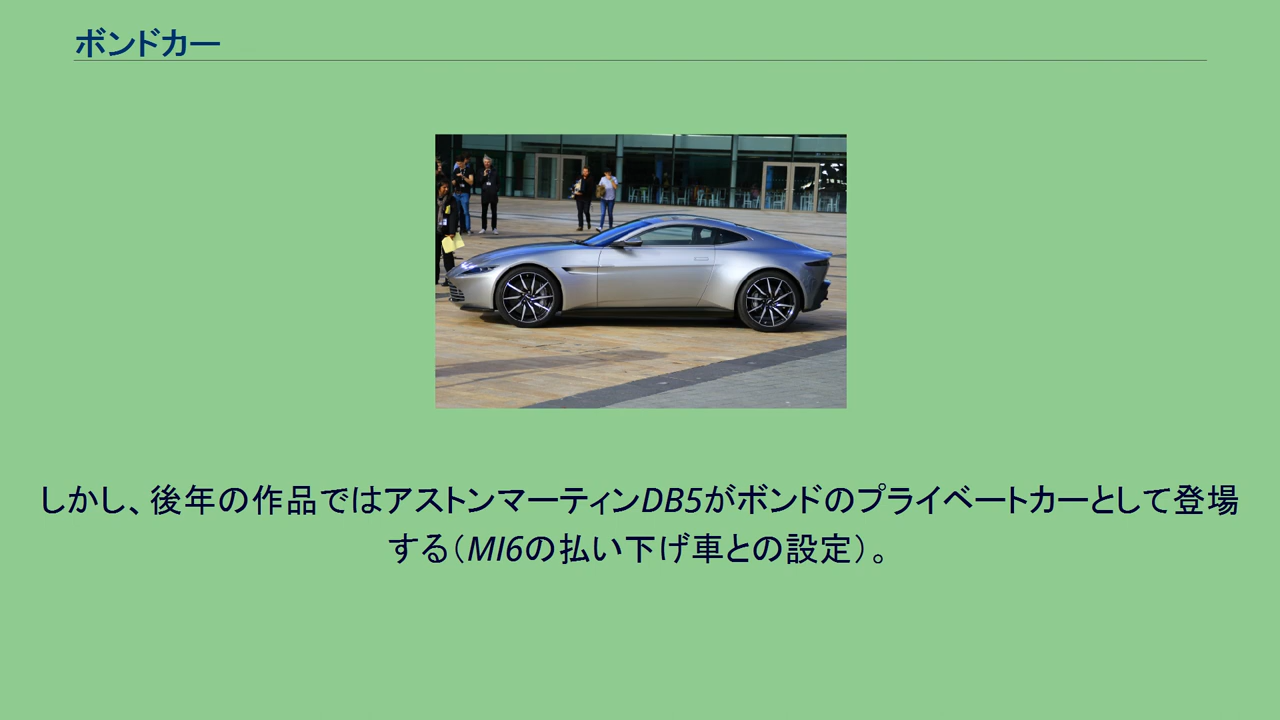 ボンドカー
しかし、後年の作品ではアストンマーティンDB5がボンドのプライベートカーとして登場
する（MI6の払い下げ車との設定）。